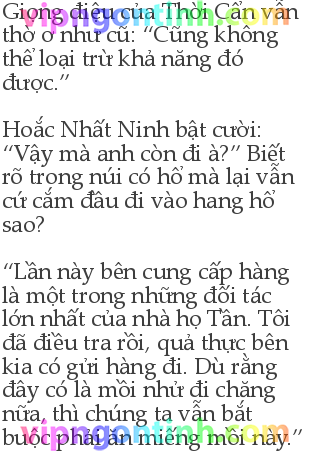 Giọng điệu của Thời Cẩn vẫn
thờ ơ như cũ: “Cũng không
thể loại trừ khả năng đó
được.”
Hoắc Nhất Ninh bật cười:
“Vậy mà anh còn đi à?” Biết
rõ trong núi có hổ mà lại vẫn
cứ cắm đầu đi vào hang hổ
sao?
“Lần này bên cung cấp hàng
là một trong những đối tác
lớn nhất của nhà họ Tần. Tôi
đã điều tra rồi, quả thực bên
kia có gửi hàng đi. Dù rằng
đây có là mồi nhử đi chăng
nữa, thì chúng ta vẫn bắt
buộc phải ăn miếng mồi này.”
vipngontinh.com
vipngontinh.com